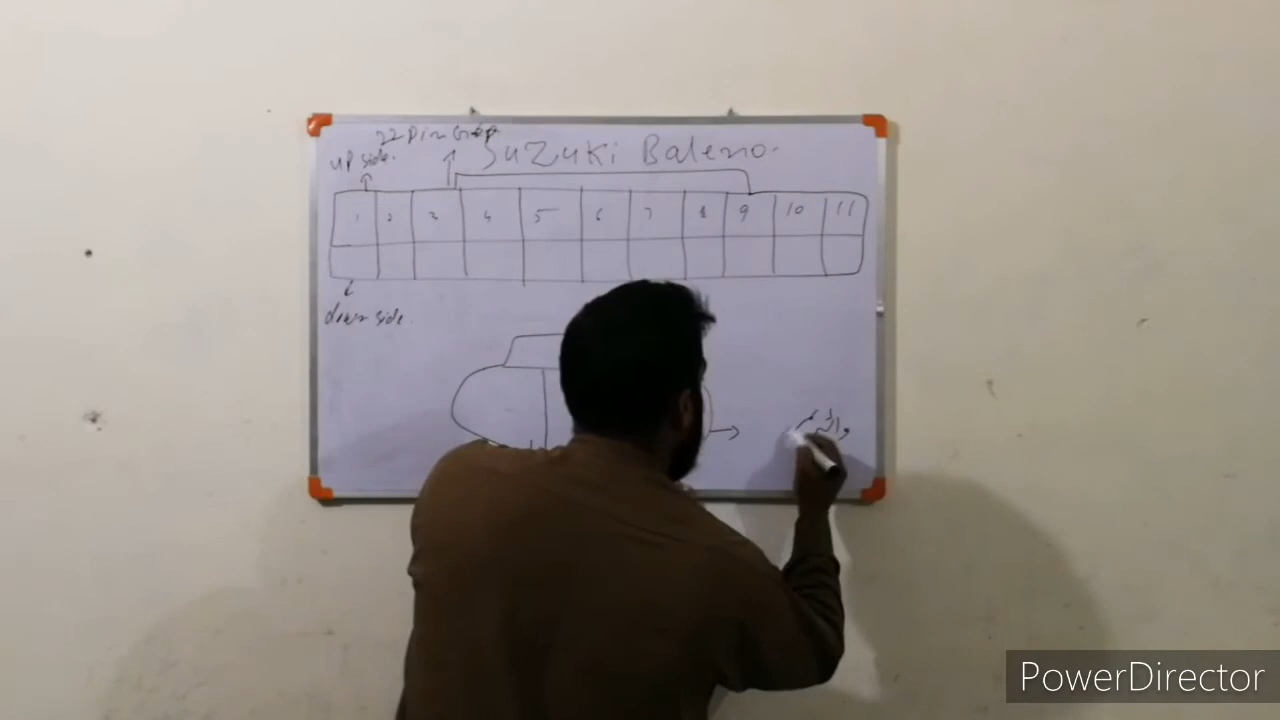 22 Pin
up side.
Suzuki Baleno.
1 2 3 4 5 6 7 8 9 10 11
down side.
PowerDirector